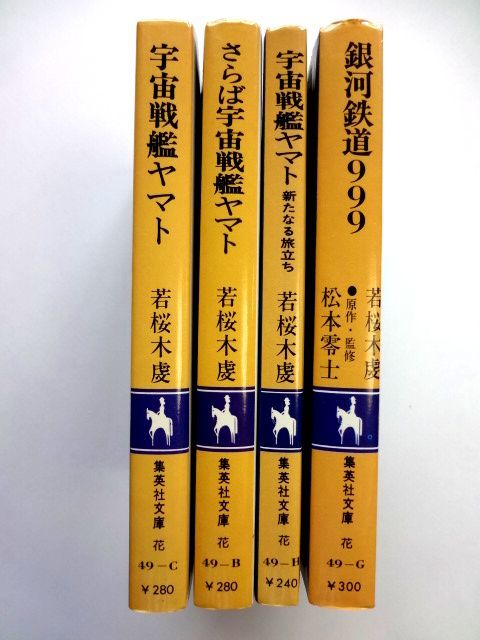 宇宙戦艦ヤマト
若桜木虔
集英社文庫 花
49–C
¥280
さらば宇宙戦艦ヤマト
若桜木虔
集英社文庫 花
49–B
¥280
宇宙戦艦ヤマト
新たなる旅立ち
若桜木虔
集英社文庫 花
49–H
¥240
銀河鉄道999
若桜木虔
●原作・監修
松本零士
集英社文庫 花
49–G
¥300